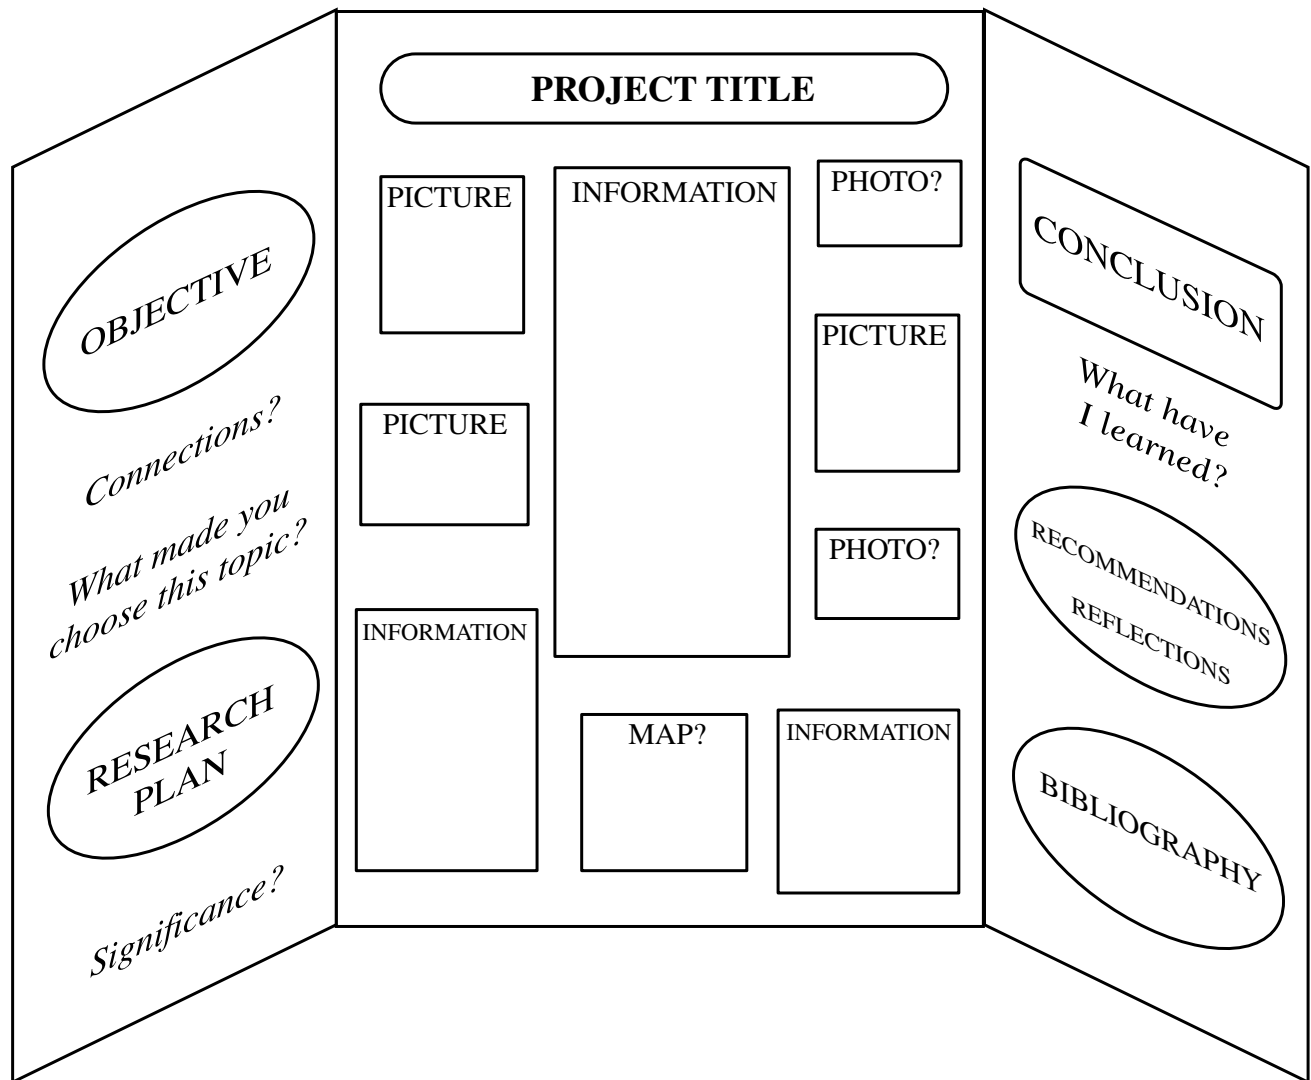 OBJECTIVE
Connections?
What made you
choose this topic?
RESEARCH
PLAN
Significance?
PROJECT TITLE
PICTURE
INFORMATION
PHOTO?
PICTURE
PICTURE
PHOTO?
INFORMATION
MAP?
INFORMATION
CONCLUSION
What have
I learned?
RECOMMENDATIONS
REFLECTIONS
BIBLIOGRAPHY